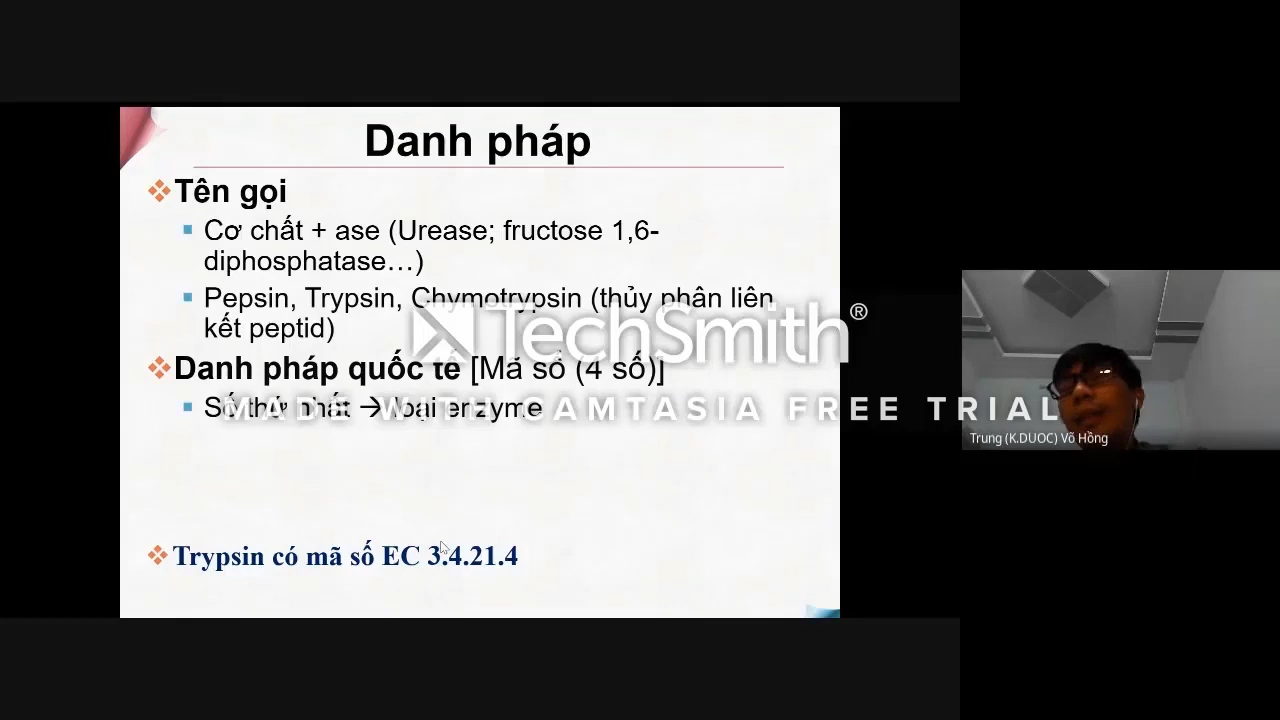 Danh pháp
Tên gọi
Cơ chất + ase (Urease; fructose 1,6-
diphosphatase…)
Pepsin, Trypsin, Chymotrypsin (thủy phân liên
kết peptid)
TechSmith®
Danh pháp quốc tế [Mã số (4 số)]
Số thứ nhất → loại enzyme
MADE WITH CAMTASIA FREE TRIAL
Trypsin có mã số EC 3.4.21.4
Trung (K.DUOC) Võ Hồng